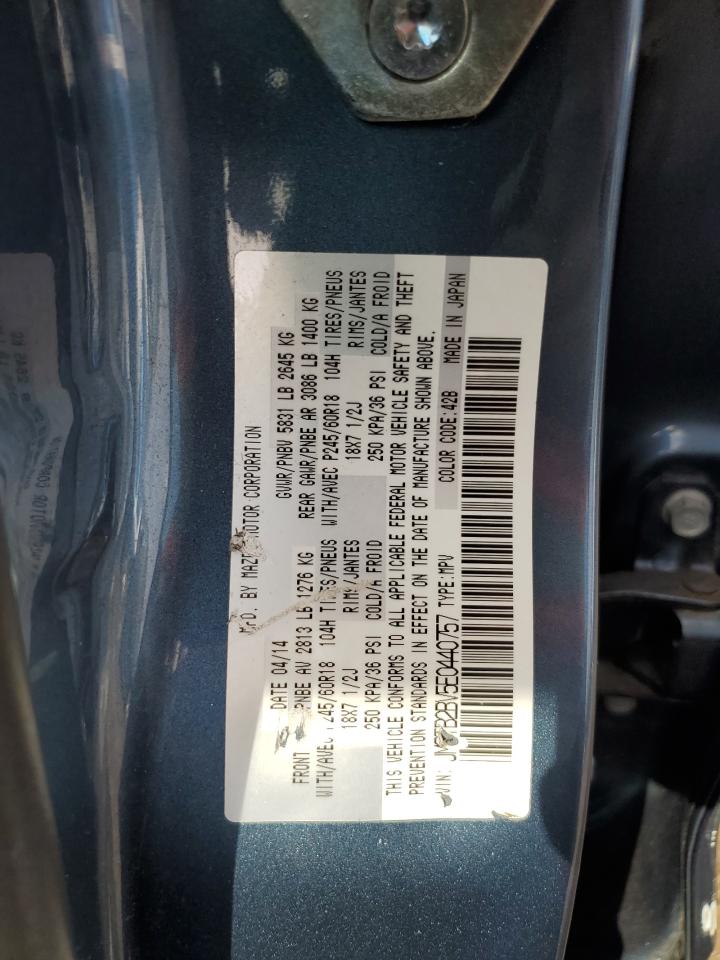 MFD. BY MAZ MOTOR CORPORATION
DATE 04/14 GVWR/PNBV 5831 LB 2645 KG
FRONT PNBE AV 2813 LB 1276 KG REAR GAWR/PNBE AR 3086 LB 1400 KG
WITH/AVEC 245/60R18 104H TIRES/PNEUS WITH/AVEC P245/60R18 104H TIRES/PNEUS
18X7 1/2J RIMS/JANTES 18X7 1/2J RIMS/JANTES
250 KPA/36 PSI COLD/A FROID 250 KPA/36 PSI COLD/A FROID
THIS VEHICLE CONFORMS TO ALL APPLICABLE FEDERAL MOTOR VEHICLE SAFETY AND THEFT
PREVENTION STANDARDS IN EFFECT ON THE DATE OF MANUFACTURE SHOWN ABOVE.
VIN: TYPE:MPV COLOR CODE:42B MADE IN JAPAN